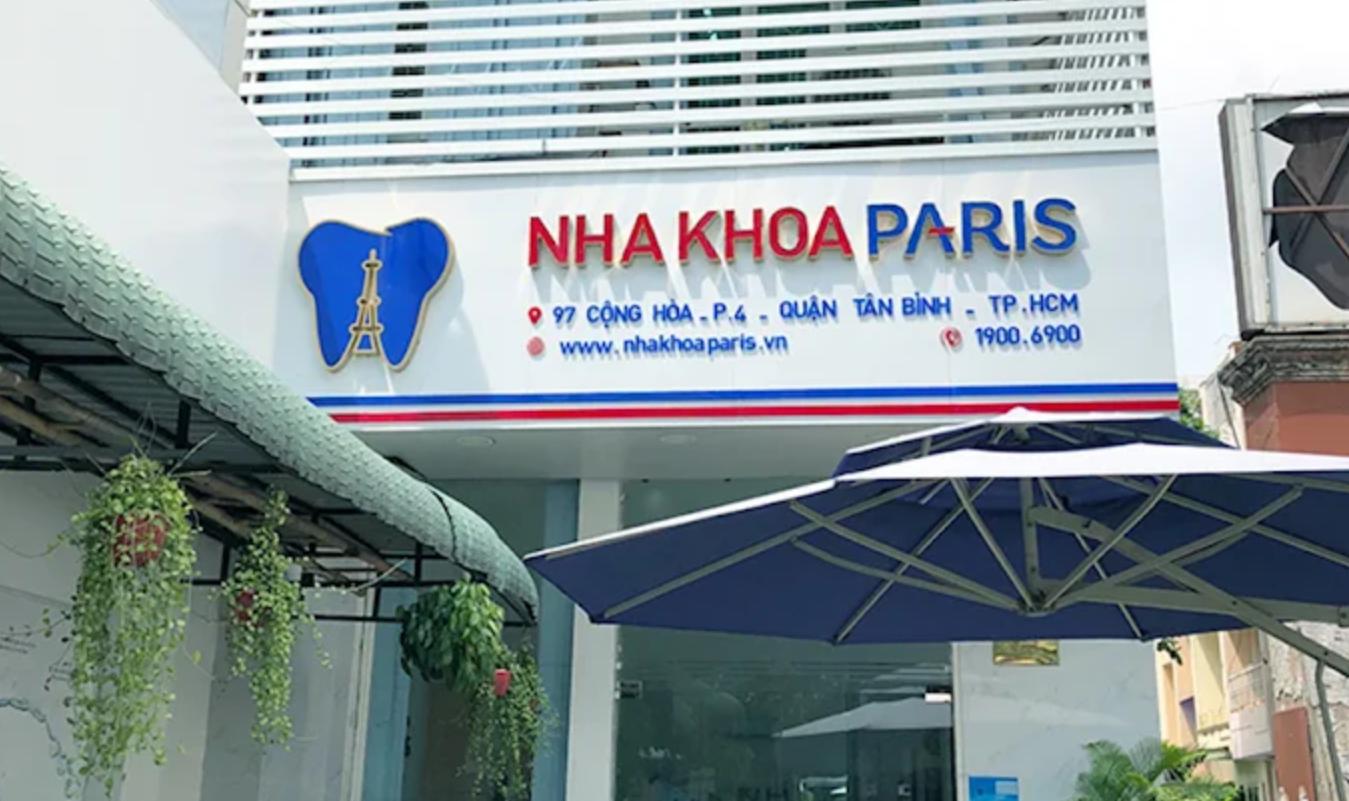 NHA KHOA PARIS
97 CỘNG HÒA - P.4 - QUẬN TÂN BÌNH - TP.HCM
www.nhakhoaparis.vn 1900.6900